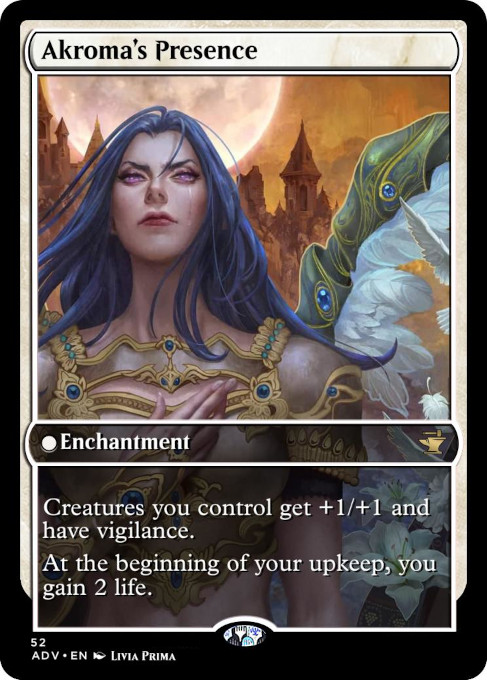 Akroma's Presence
Enchantment
Creatures you control get +1/+1 and
have vigilance.
At the beginning of your upkeep, you
gain 2 life.
52
ADV • EN Livia Prima